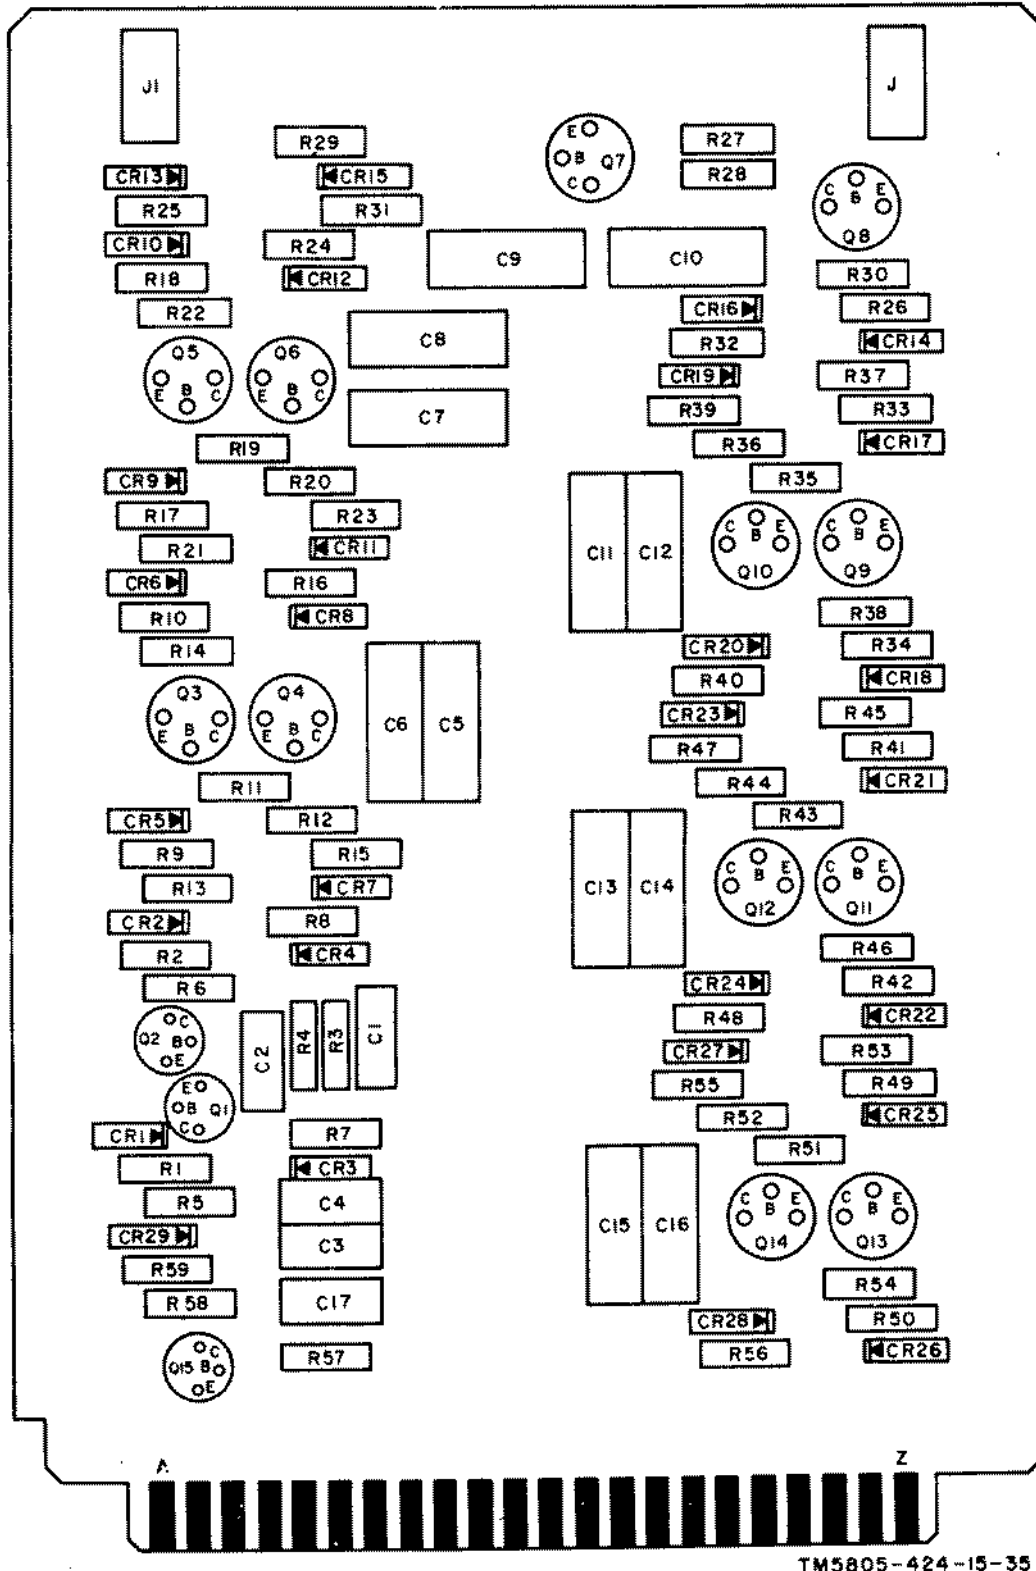 J1 J
R29 E B C Q7 R27
CR13 CR15 R28
R25 R31 C B E Q8
CR10 R24 C9 C10
R18 CR12 R30
R22 CR16 R26
C8 R32 CR14
Q5 E B C Q6 E B C CR19 R37
C7 R39 R33
R19 R36 CR17
CR9 R20 R35
R17 R23 C11 C12 C B E Q10 C B E Q9
R21 CR11
CR6 R16
R10 CR8 R38
R14 CR20 R34
C6 C5 R40 CR18
Q3 E B C Q4 E B C CR23 R45
R47 R41
R11 R44 CR21
CR5 R12 R43
R9 R15
R13 CR7 C13 C14 C B E Q12 C B E Q11
CR2 R8
R2 CR4 R46
R6 CR24 R42
Q2 C B E C2 R4 R3 C1 R48 CR22
CR27 R53
E B C Q1 R55 R49
CR1 R7 R52 CR25
R1 CR3 R51
R5 C4 C15 C16 C B E Q14 C B E Q13
CR29 C3
R59 R54
R58 C17 CR28 R50
Q15 C B E R57 R56 CR26
A Z
TM5805-424-15-35